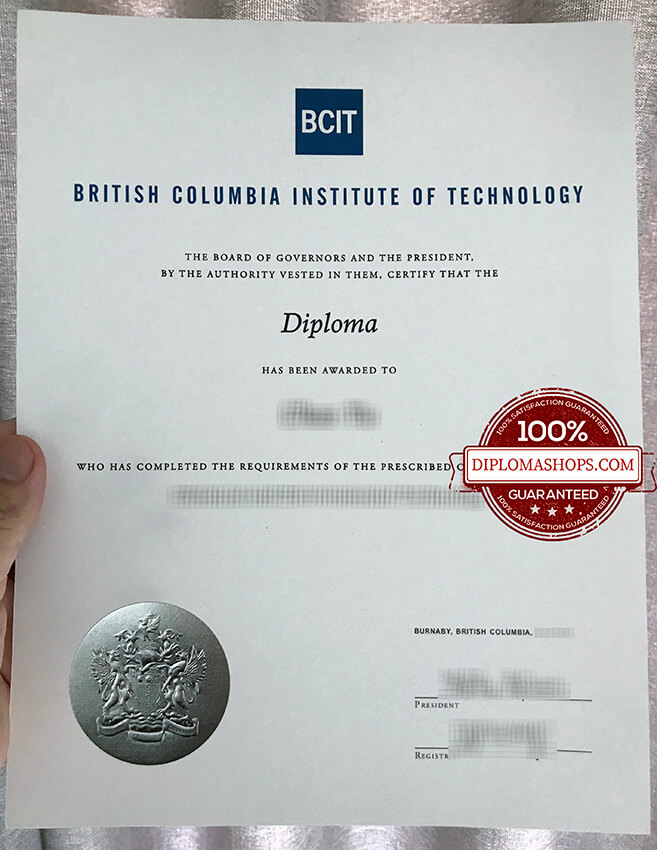 BCIT
BRITISH COLUMBIA INSTITUTE OF TECHNOLOGY
THE BOARD OF GOVERNORS AND THE PRESIDENT,
BY THE AUTHORITY VESTED IN THEM, CERTIFY THAT THE
Diploma
HAS BEEN AWARDED TO
WHO HAS COMPLETED THE REQUIREMENTS OF THE PRESCRIBED
100% SATISFACTION GUARANTEED
100%
DIPLOMASHOPS.COM
GUARANTEED
100% SATISFACTION GUARANTEED
BURNABY, BRITISH COLUMBIA,
PRESIDENT